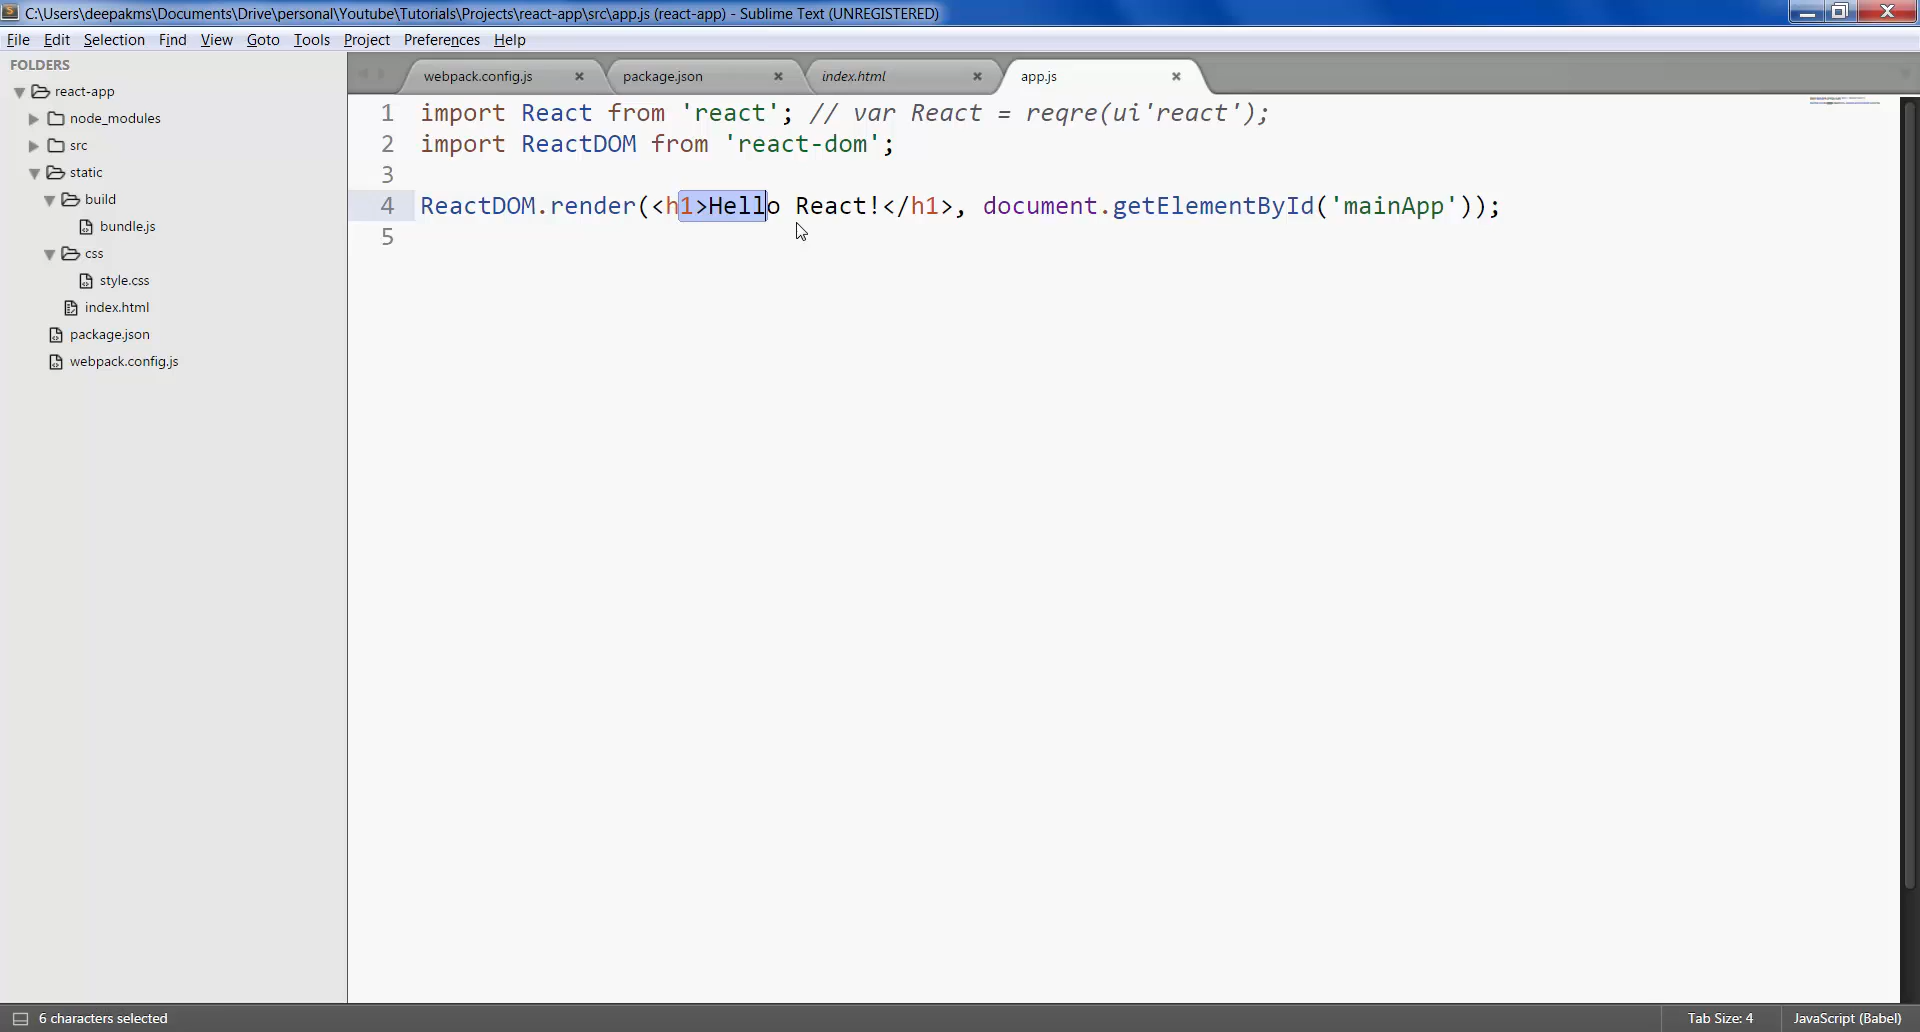 C:\Users\deepakms\Documents\Drive\personal\Youtube\Tutorials\Projects\react-app\src\app.js (react-app) - Sublime Text (UNREGISTERED)
File Edit Selection Find View Goto Tools Project Preferences Help
FOLDERS
react-app
node_modules
src
static
build
bundle.js
css
style.css
index.html
package.json
webpack.config.js
webpack.config.js package.json index.html app.js
1 import React from 'react'; // var React = reqre(ui'react');
2 import ReactDOM from 'react-dom';
3
4 ReactDOM.render(<h1>Hello React!</h1>, document.getElementById('mainApp'));
5
6 characters selected
Tab Size: 4
JavaScript (Babel)